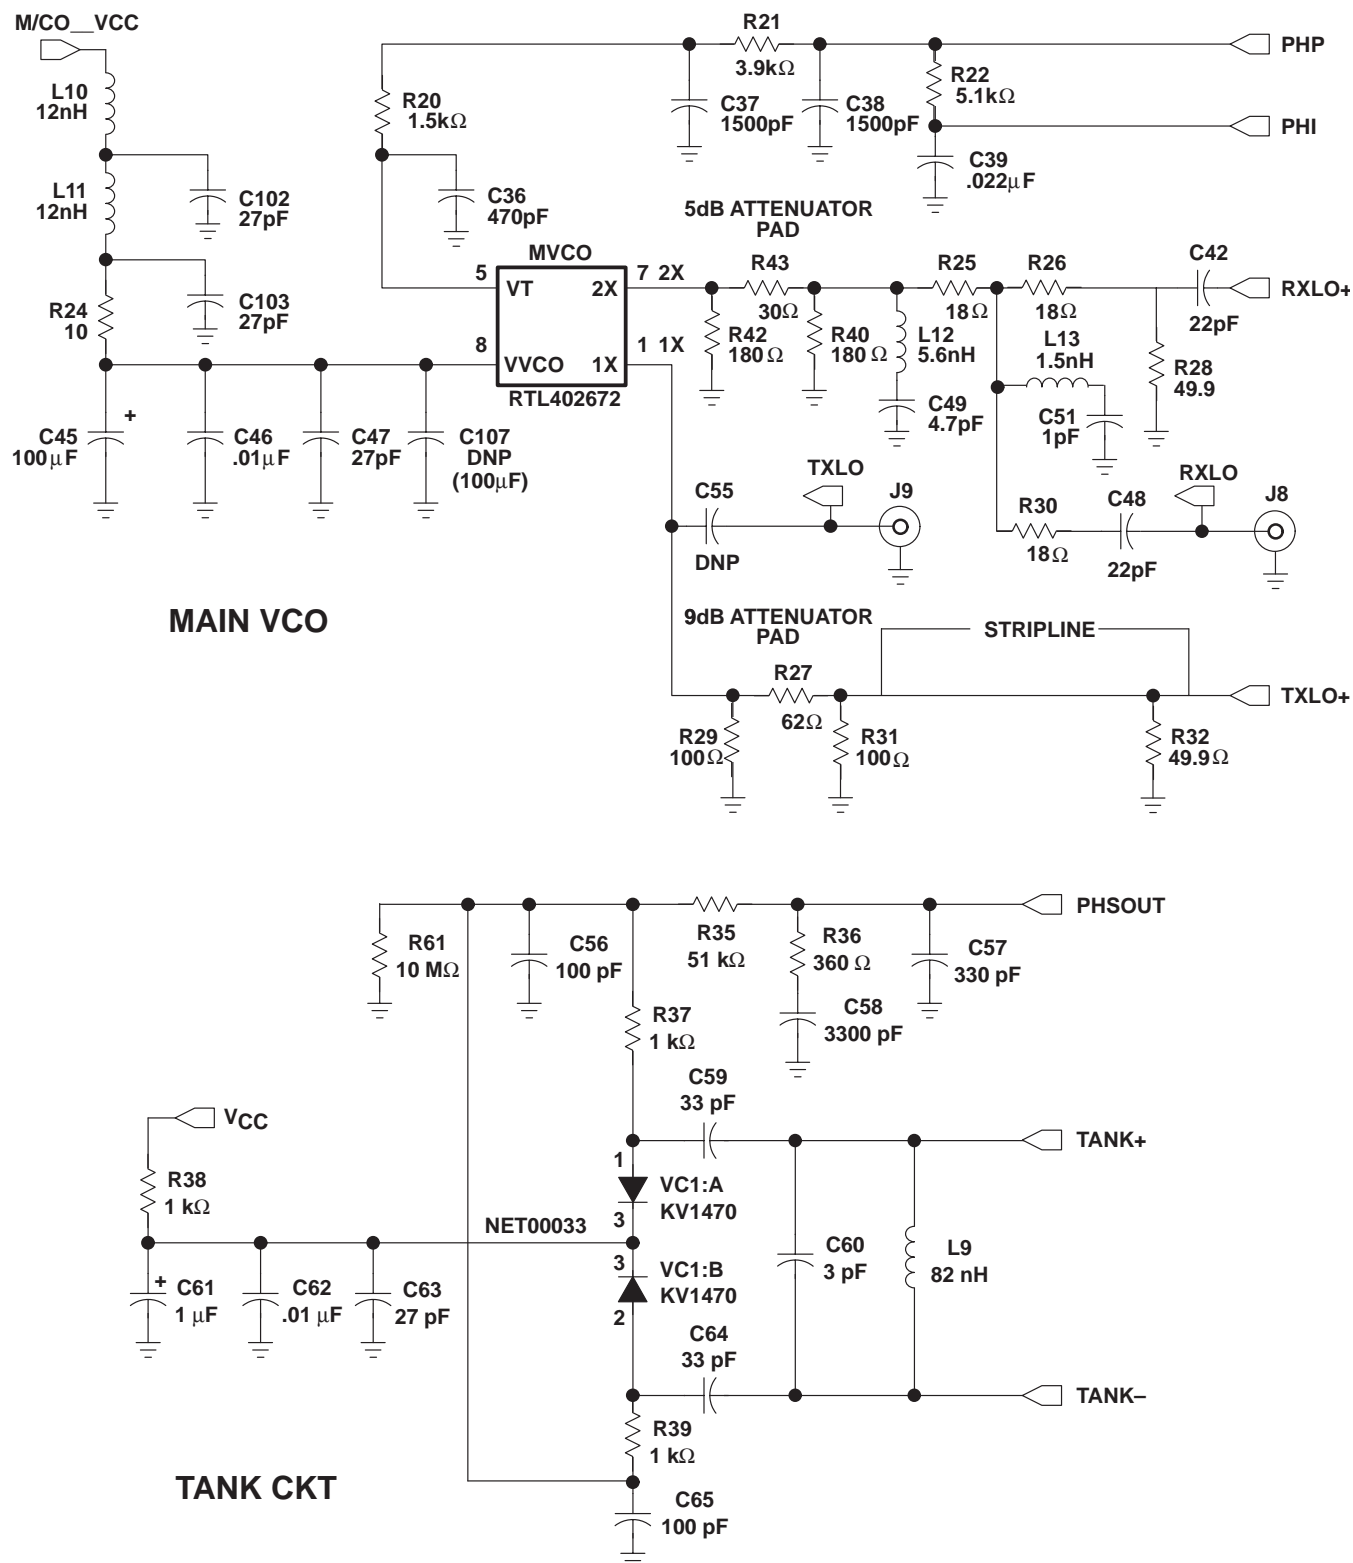 M/CO__VCC
L10
12nH
L11
12nH
C102
27pF
R24
10
C103
27pF
C45
100µF
+
C46
.01µF
C47
27pF
C107
DNP
(100µF)
R20
1.5kΩ
C36
470pF
R21
3.9kΩ
C37
1500pF
C38
1500pF
R22
5.1kΩ
C39
.022µF
PHP
PHI
5dB ATTENUATOR
PAD
MVCO
5
VT
8
VVCO
2X
1X
7 2X
1 1X
RTL402672
R43
30Ω
R42
180 Ω
R40
180 Ω
L12
5.6nH
C49
4.7pF
R25
18Ω
R26
18Ω
L13
1.5nH
C51
1pF
C42
22pF
R28
49.9
RXLO+
C55
DNP
TXLO
J9
R30
18Ω
C48
22pF
RXLO
J8
MAIN VCO
9dB ATTENUATOR
PAD
STRIPLINE
R27
62Ω
R29
100Ω
R31
100Ω
R32
49.9Ω
TXLO+
R61
10 MΩ
C56
100 pF
R35
51 kΩ
R36
360 Ω
C57
330 pF
C58
3300 pF
PHSOUT
R37
1 kΩ
C59
33 pF
VCC
R38
1 kΩ
NET00033
1
VC1:A
KV1470
3
3
VC1:B
KV1470
2
C60
3 pF
L9
82 nH
TANK+
+
C61
1 µF
C62
.01 µF
C63
27 pF
C64
33 pF
TANK–
R39
1 kΩ
C65
100 pF
TANK CKT